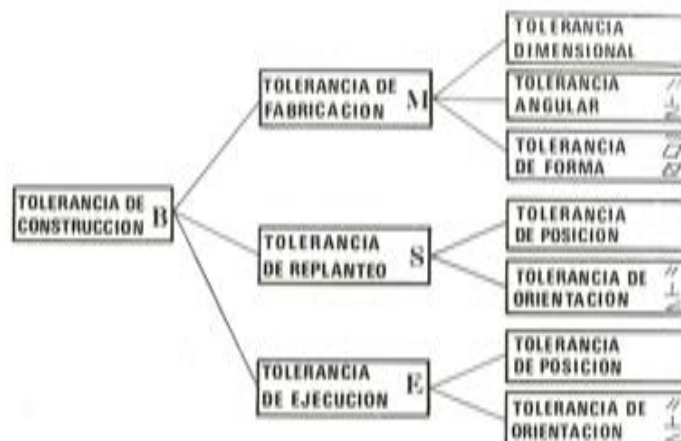 TOLERANCIA DE
CONSTRUCCION B
TOLERANCIA DE
FABRICACION M
TOLERANCIA
DIMENSIONAL
TOLERANCIA
ANGULAR
TOLERANCIA
DE FORMA
TOLERANCIA
DE REPLANTEO S
TOLERANCIA
DE POSICION
TOLERANCIA DE
ORIENTACION
TOLERANCIA
DE EJECUCION E
TOLERANCIA
DE POSICION
TOLERANCIA DE
ORIENTACION